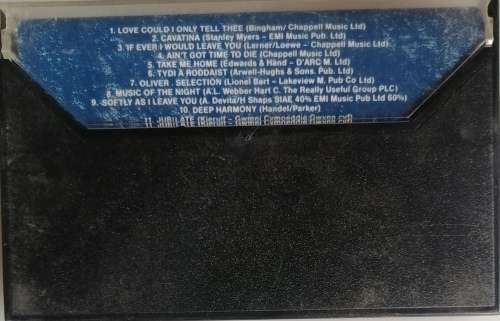 1. LOVE COULD I ONLY TELL THEE (Bingham/Chappell Music Ltd)
2. CAVATINA (Stanley Myers - EMI Music Pub. Ltd)
3. IF EVER I WOULD LEAVE YOU (Lerner/Loewe - Chappell Music Ltd)
4. AIN'T GOT TIME TO DIE (Chappell Music Ltd)
5. TAKE ME HOME (Edwards & Hand - D'ARC M. Ltd)
6. TYDI A RODDAIST (Arwell-Hughs & Sons. Pub. Ltd)
7. OLIVER SELECTION (Lionel Bart - Lakeview M. Pub Co Ltd)
8. MUSIC OF THE NIGHT (A.L. Webber Hart C. The Really Useful Group PLC)
9. SOFTLY AS I LEAVE YOU (A. Devita/H Shaps SIAE 40% EMI Music Pub Ltd 60%)
10. DEEP HARMONY (Handel/Parker)
11. JUBILATE